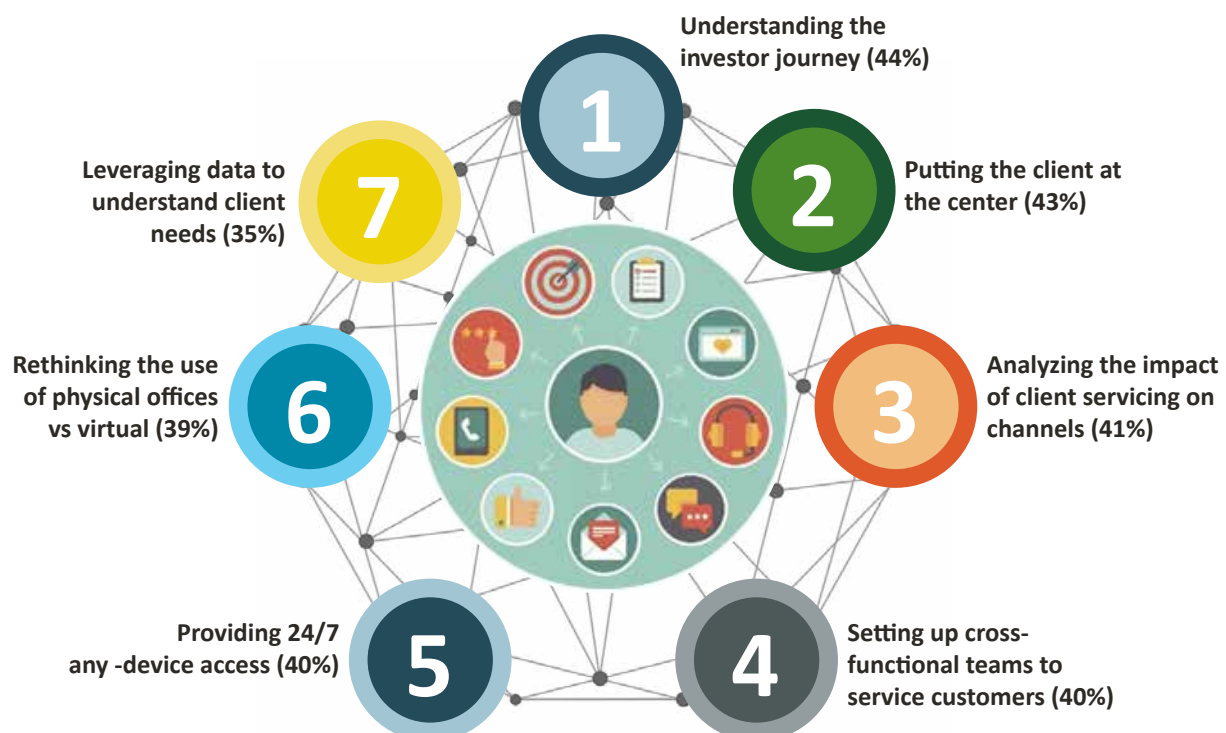 1
Understanding the
investor journey (44%)
2
Putting the client at
the center (43%)
3
Analyzing the impact
of client servicing on
channels (41%)
4
Setting up cross-
functional teams to
service customers (40%)
5
Providing 24/7
any -device access (40%)
6
Rethinking the use
of physical offices
vs virtual (39%)
7
Leveraging data to
understand client
needs (35%)